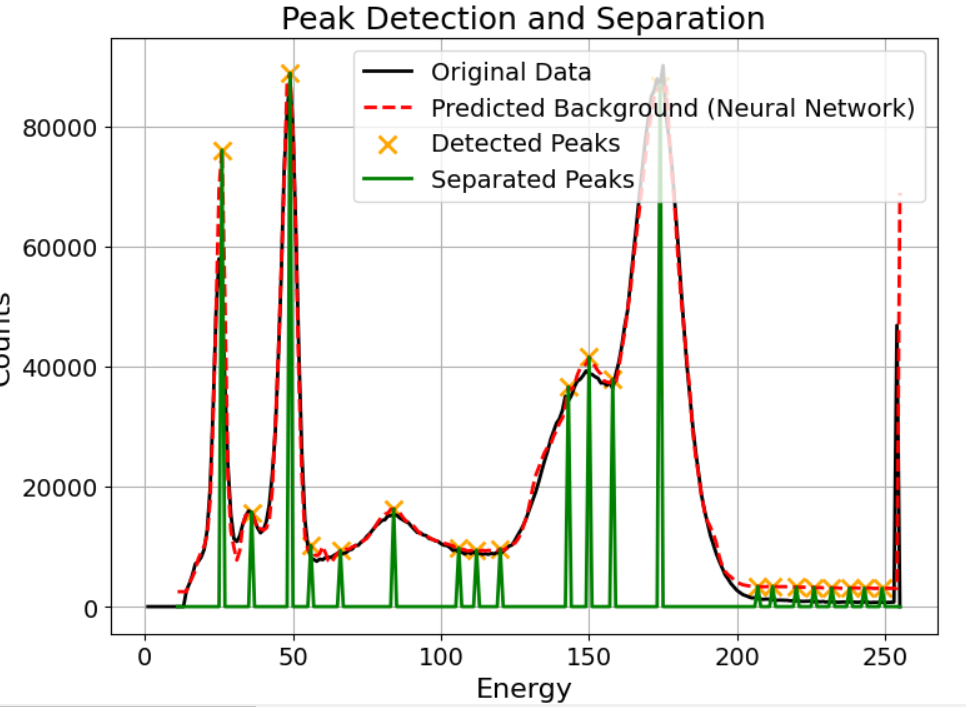 Peak Detection and Separation
Original Data
Predicted Background (Neural Network)
Detected Peaks
Separated Peaks
Counts
80000
60000
40000
20000
0
0 50 100 150 200 250
Energy